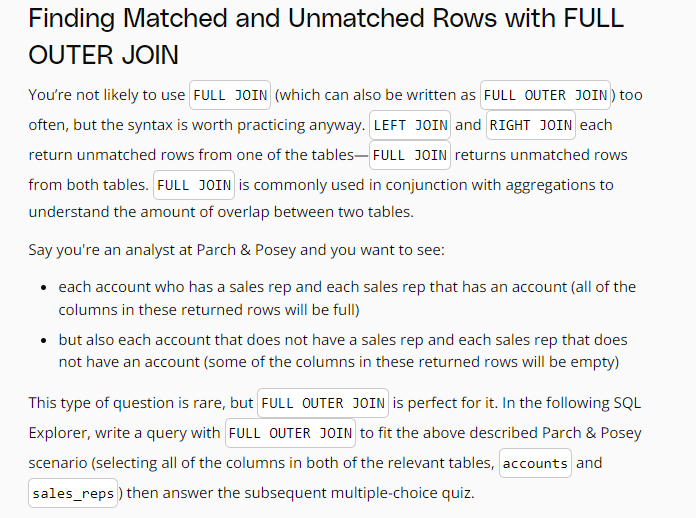 Finding Matched and Unmatched Rows with FULL
OUTER JOIN
You’re not likely to use FULL JOIN (which can also be written as FULL OUTER JOIN) too
often, but the syntax is worth practicing anyway. LEFT JOIN and RIGHT JOIN each
return unmatched rows from one of the tables—FULL JOIN returns unmatched rows
from both tables. FULL JOIN is commonly used in conjunction with aggregations to
understand the amount of overlap between two tables.
Say you're an analyst at Parch & Posey and you want to see:
• each account who has a sales rep and each sales rep that has an account (all of the
columns in these returned rows will be full)
• but also each account that does not have a sales rep and each sales rep that does
not have an account (some of the columns in these returned rows will be empty)
This type of question is rare, but FULL OUTER JOIN is perfect for it. In the following SQL
Explorer, write a query with FULL OUTER JOIN to fit the above described Parch & Posey
scenario (selecting all of the columns in both of the relevant tables, accounts and
sales_reps) then answer the subsequent multiple-choice quiz.